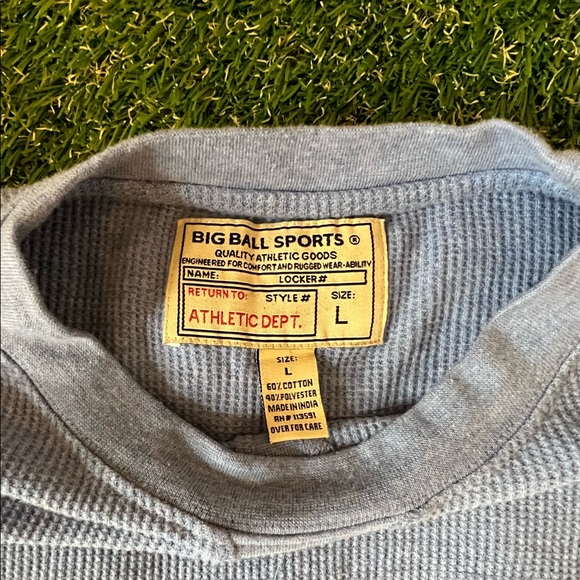 BIG BALL SPORTS ®
QUALITY ATHLETIC GOODS
ENGINEERED FOR COMFORT AND RUGGED WEAR-ABILITY
NAME: LOCKER#
RETURN TO: STYLE # SIZE:
ATHLETIC DEPT. L
SIZE:
L
60% COTTON
40% POLYESTER
MADE IN INDIA
RN# 113591
OVER FOR CARE